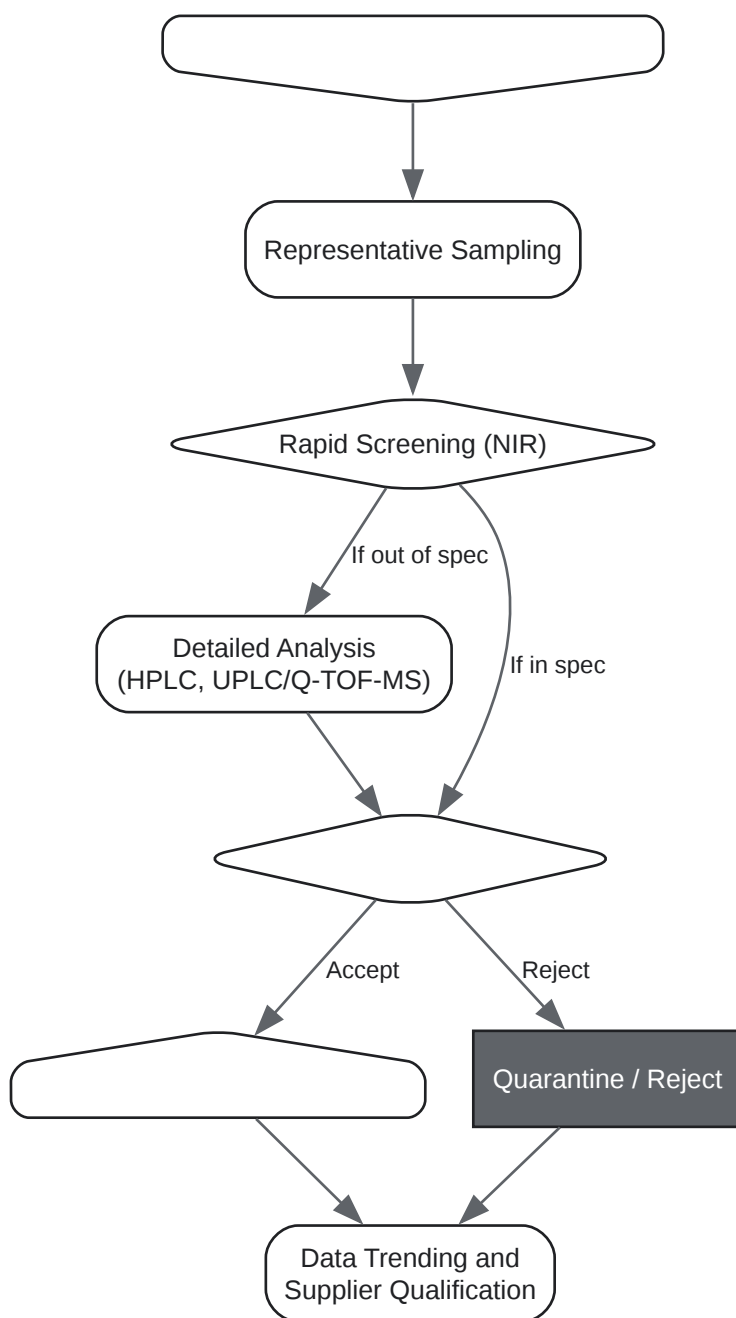 Representative Sampling
Rapid Screening (NIR)
If out of spec
Detailed Analysis
(HPLC, UPLC/Q-TOF-MS)
If in spec
Accept
Reject
Quarantine / Reject
Data Trending and
Supplier Qualification